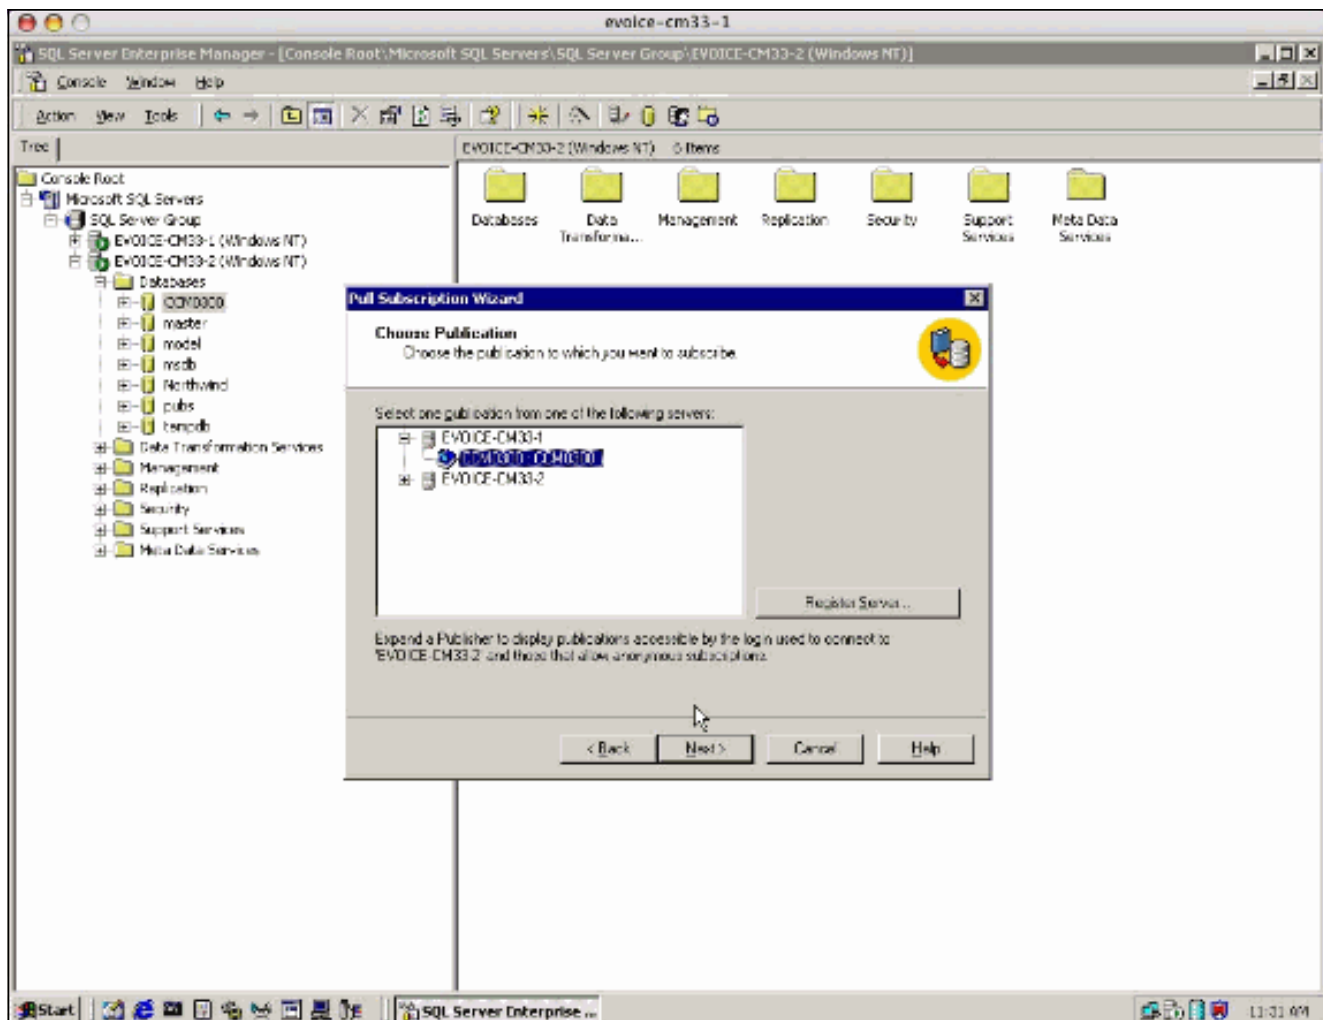 evoice-cm33-1
SQL Server Enterprise Manager - [Console Root\Microsoft SQL Servers\SQL Server Group\EVOICE-CM33-2 (Windows NT)]
Console Window Help
Action View Tools
Tree
EVOICE-CM33-2 (Windows NT) 6 Items
Console Root
Microsoft SQL Servers
SQL Server Group
EVOICE-CM33-1 (Windows NT)
EVOICE-CM33-2 (Windows NT)
Databases
CCM0300
master
model
msdb
Northwind
pubs
tempdb
Data Transformation Services
Management
Replication
Security
Support Services
Meta Data Services
Databases
Data Transforma...
Management
Replication
Security
Support Services
Meta Data Services
Pull Subscription Wizard
Choose Publication
Choose the publication to which you want to subscribe.
Select one publication from one of the following servers:
EVOICE-CM33-1
CCM0300:CCM0300
EVOICE-CM33-2
Register Server...
Expand a Publisher to display publications accessible by the login used to connect to
'EVOICE-CM33-2' and those that allow anonymous subscriptions.
< Back Next > Cancel Help
Start SQL Server Enterprise ... 11:31 AM